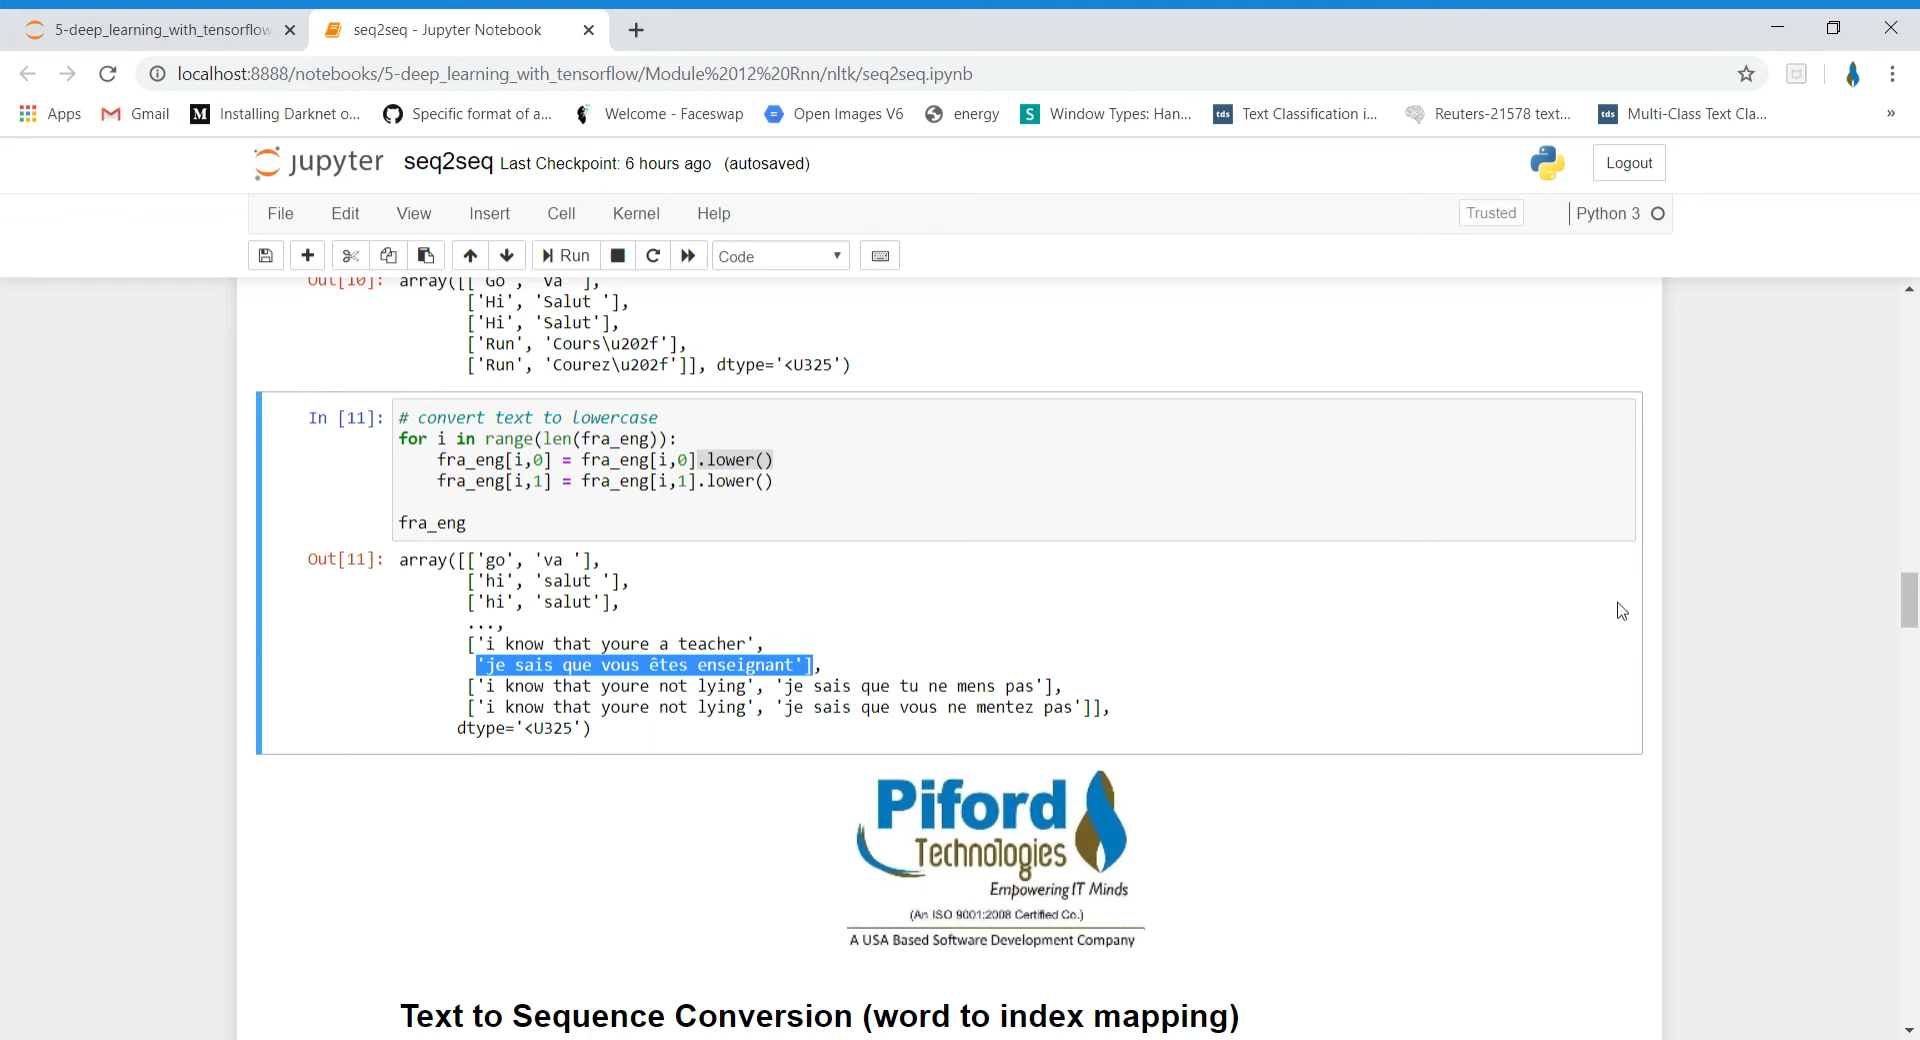 5-deep_learning_with_tensorflow
seq2seq - Jupyter Notebook
localhost:8888/notebooks/5-deep_learning_with_tensorflow/Module%2012%20Rnn/nltk/seq2seq.ipynb
Apps Gmail Installing Darknet o... Specific format of a... Welcome - Faceswap Open Images V6 energy Window Types: Han... Text Classification i... Reuters-21578 text... Multi-Class Text Cla... »
jupyter seq2seq Last Checkpoint: 6 hours ago (autosaved) Logout
File Edit View Insert Cell Kernel Help Trusted Python 3
Run Code
Out[10]: array([['Go', 'Va '],
['Hi', 'Salut '],
['Hi', 'Salut'],
['Run', 'Cours\u202f'],
['Run', 'Courez\u202f']], dtype='<U325')
In [11]: # convert text to lowercase
for i in range(len(fra_eng)):
fra_eng[i,0] = fra_eng[i,0].lower()
fra_eng[i,1] = fra_eng[i,1].lower()
fra_eng
Out[11]: array([['go', 'va '],
['hi', 'salut '],
['hi', 'salut'],
...,
['i know that youre a teacher',
'je sais que vous êtes enseignant'],
['i know that youre not lying', 'je sais que tu ne mens pas'],
['i know that youre not lying', 'je sais que vous ne mentez pas']],
dtype='<U325')
Piford
Technologies
Empowering IT Minds
(An ISO 9001:2008 Certified Co.)
A USA Based Software Development Company
Text to Sequence Conversion (word to index mapping)